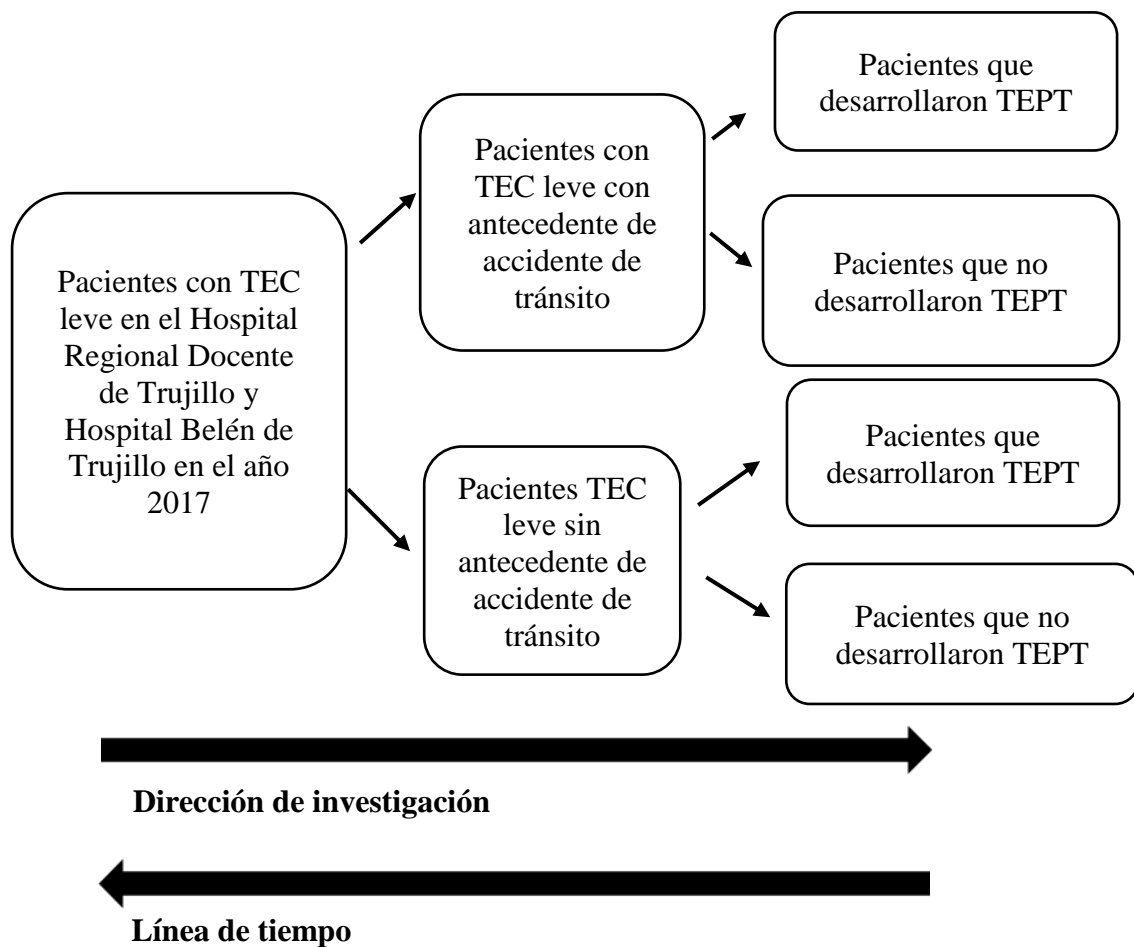 Pacientes con TEC
leve en el Hospital
Regional Docente
de Trujillo y
Hospital Belén de
Trujillo en el año
2017
Pacientes con
TEC leve con
antecedente de
accidente de
tránsito
Pacientes que
desarrollaron TEPT
Pacientes que no
desarrollaron TEPT
Pacientes TEC
leve sin
antecedente de
accidente de
tránsito
Pacientes que
desarrollaron TEPT
Pacientes que no
desarrollaron TEPT
Dirección de investigación
Línea de tiempo